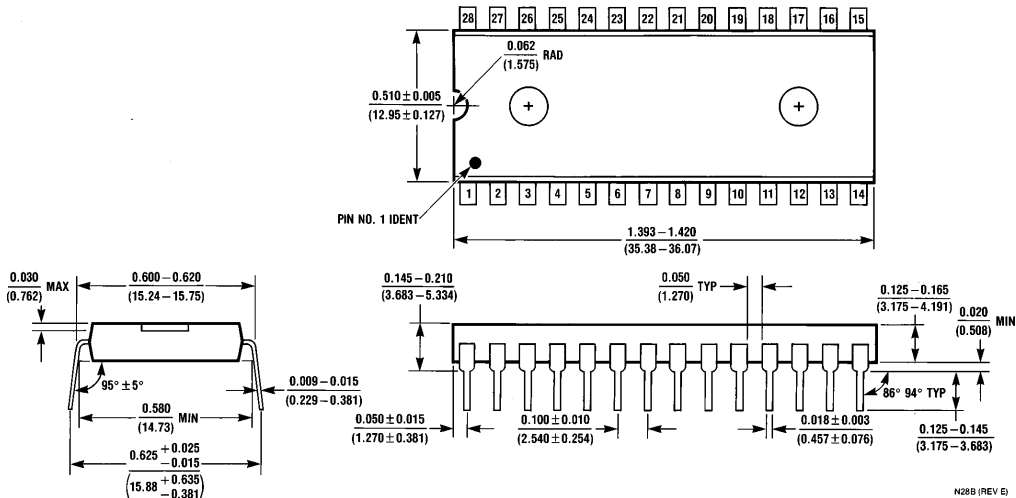 28 27 26 25 24 23 22 21 20 19 18 17 16 15
0.062
(1.575)
RAD
0.510 ± 0.005
(12.95 ± 0.127)
PIN NO. 1 IDENT
1 2 3 4 5 6 7 8 9 10 11 12 13 14
1.393 – 1.420
(35.38 – 36.07)
0.030
(0.762)
MAX
0.600 – 0.620
(15.24 – 15.75)
95° ± 5°
0.009 – 0.015
(0.229 – 0.381)
0.580
(14.73)
MIN
0.625 + 0.025
– 0.015
(15.88 + 0.635
– 0.381)
0.145 – 0.210
(3.683 – 5.334)
0.050
(1.270)
TYP
0.125 – 0.165
(3.175 – 4.191)
0.020
(0.508)
MIN
86° 94° TYP
0.050 ± 0.015
(1.270 ± 0.381)
0.100 ± 0.010
(2.540 ± 0.254)
0.018 ± 0.003
(0.457 ± 0.076)
0.125 – 0.145
(3.175 – 3.683)
N28B (REV E)